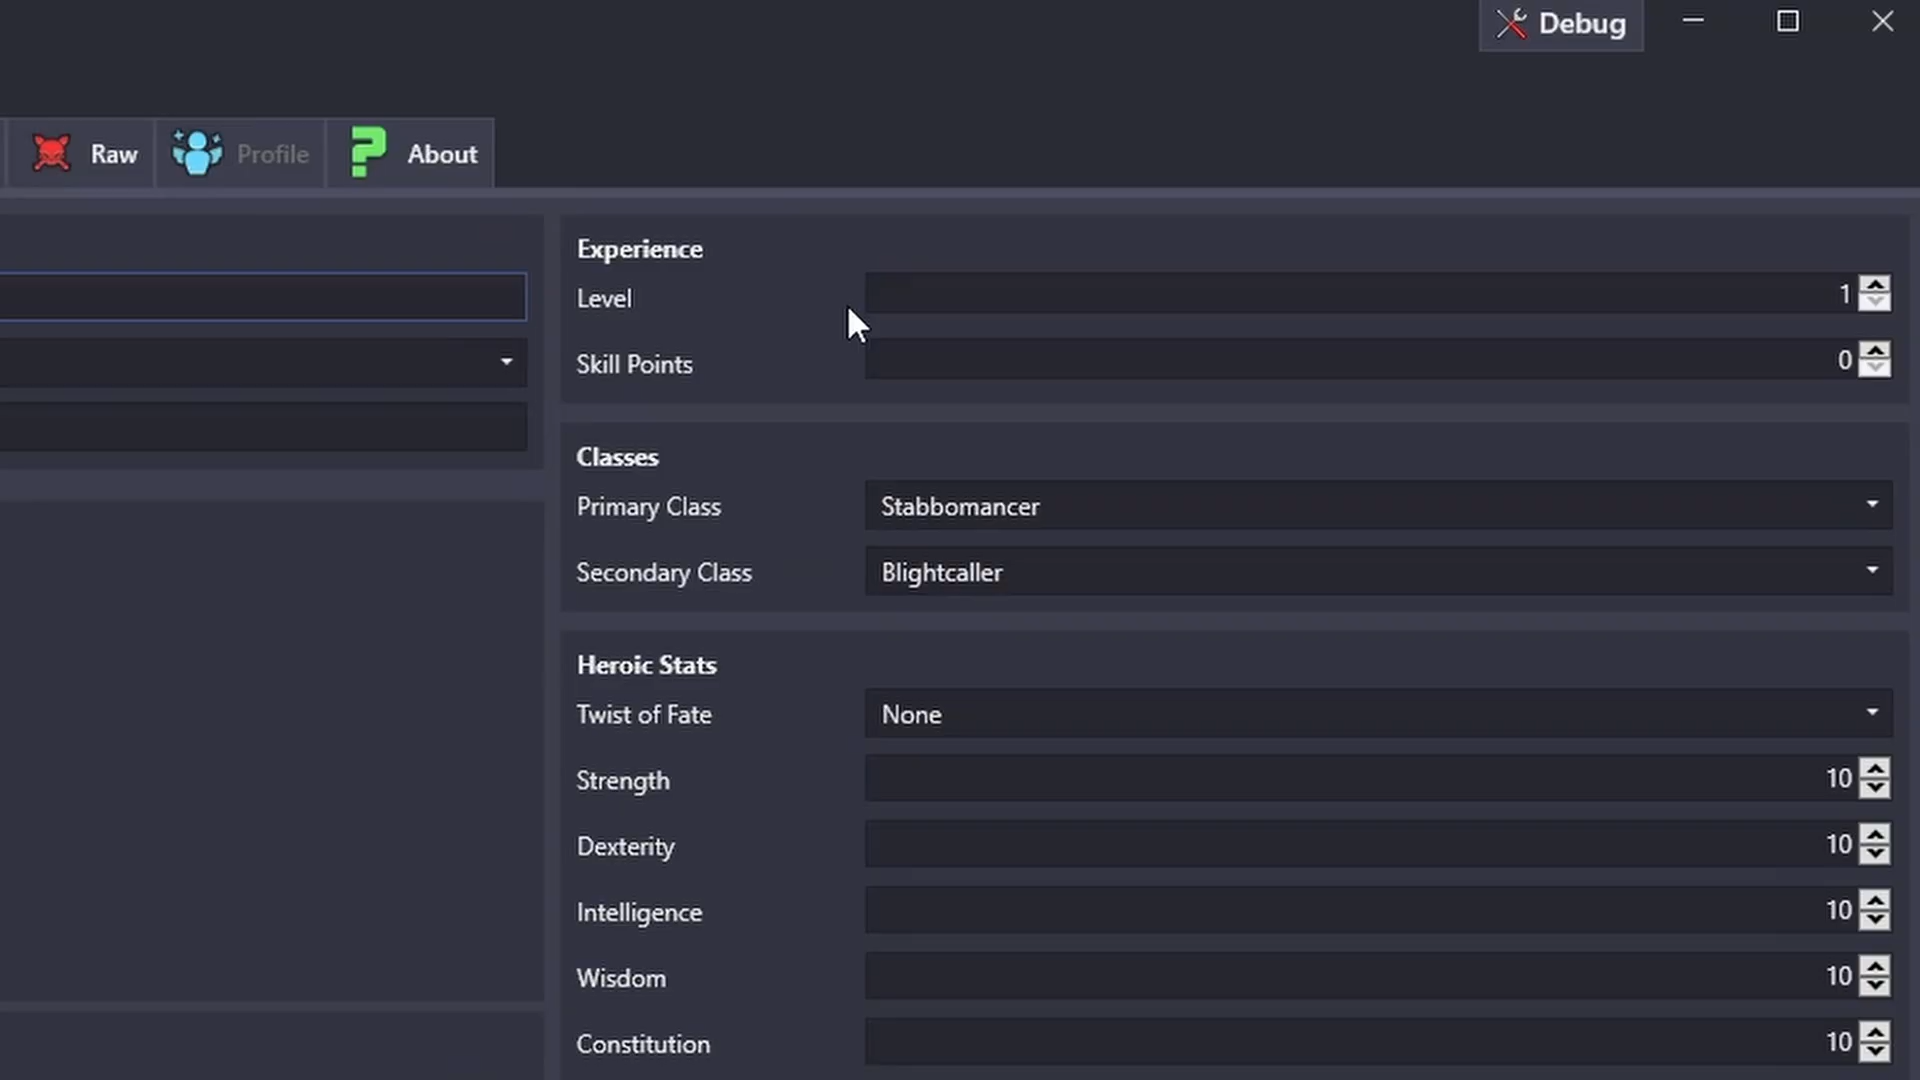 Debug
Raw
Profile
About
Experience
Level
1
Skill Points
0
Classes
Primary Class
Stabbomancer
Secondary Class
Blightcaller
Heroic Stats
Twist of Fate
None
Strength
10
Dexterity
10
Intelligence
10
Wisdom
10
Constitution
10